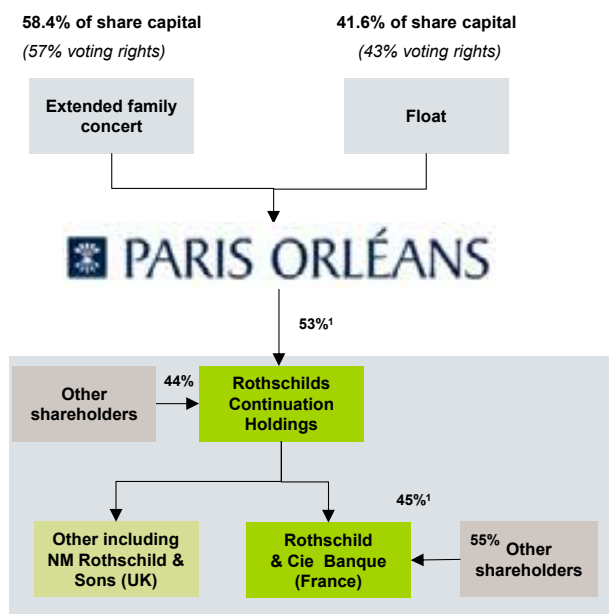 58.4% of share capital
(57% voting rights)
41.6% of share capital
(43% voting rights)
Extended family
concert
Float
PARIS ORLÉANS
53%¹
Other
shareholders
44%
Rothschilds
Continuation
Holdings
45%¹
Other including
NM Rothschild &
Sons (UK)
Rothschild
& Cie Banque
(France)
55%
Other
shareholders